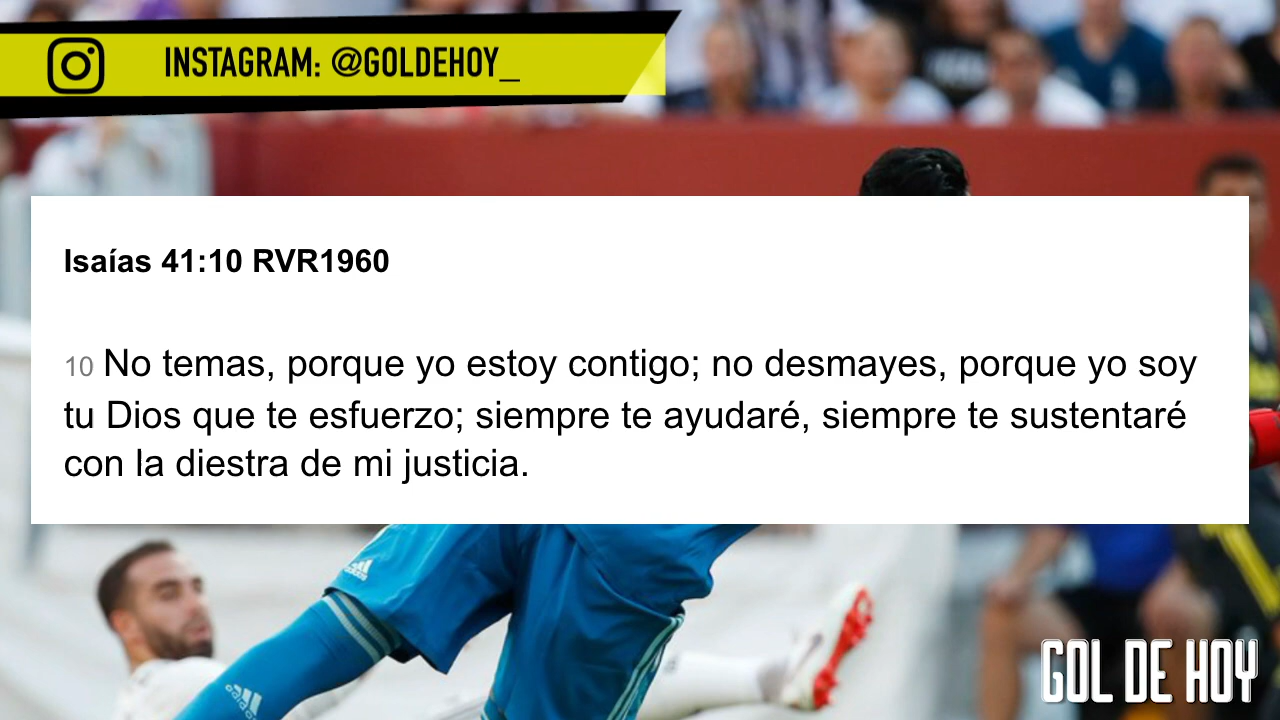 INSTAGRAM: @GOLDEHOY_
Isaías 41:10 RVR1960
10 No temas, porque yo estoy contigo; no desmayes, porque yo soy
tu Dios que te esfuerzo; siempre te ayudaré, siempre te sustentaré
con la diestra de mi justicia.
GOL DE HOY